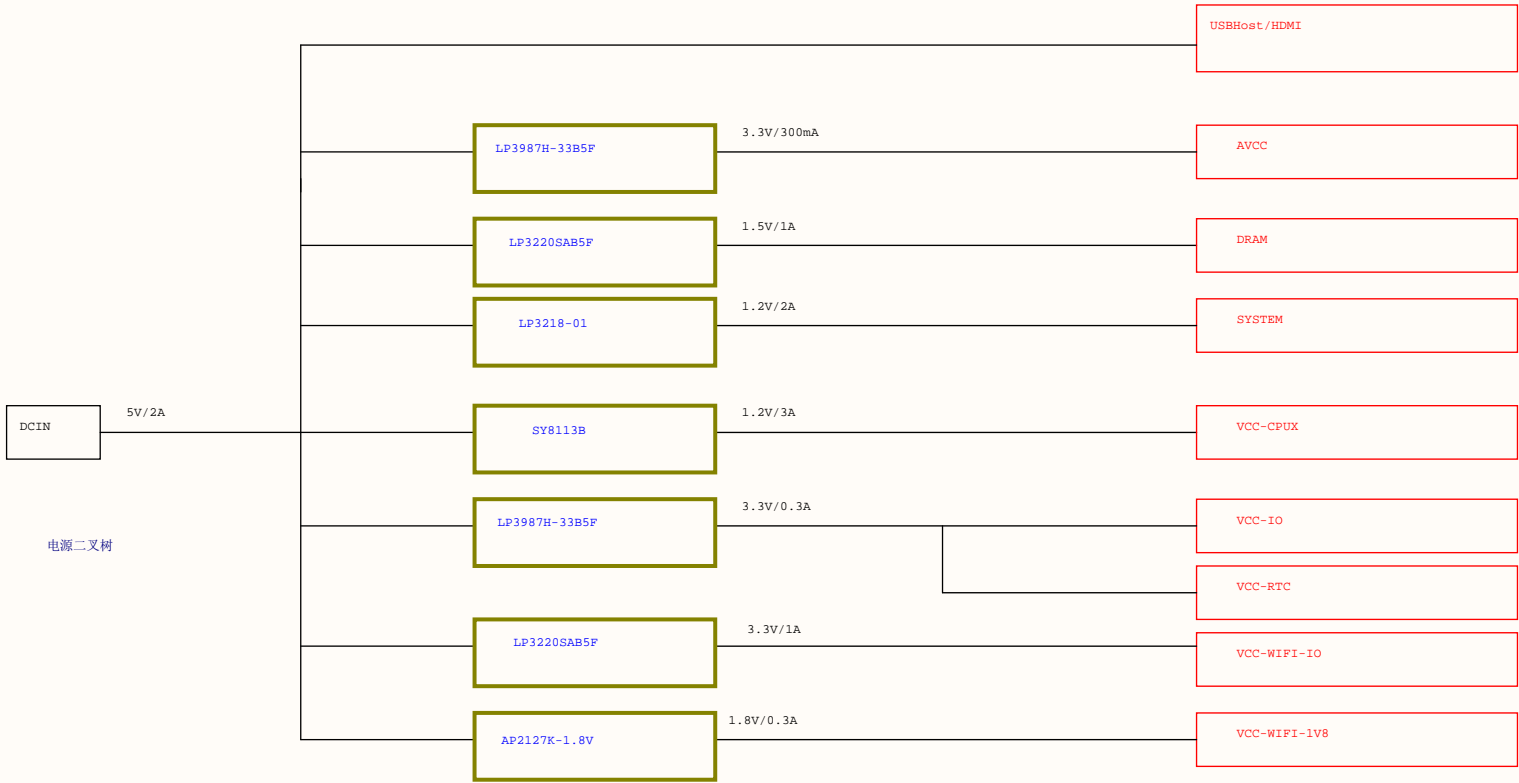 USBHost/HDMI
3.3V/300mA
LP3987H-33B5F
AVCC
1.5V/1A
LP3220SAB5F
DRAM
1.2V/2A
LP3218-01
SYSTEM
5V/2A
1.2V/3A
DCIN
SY8113B
VCC-CPUX
3.3V/0.3A
LP3987H-33B5F
VCC-IO
电源二叉树
VCC-RTC
3.3V/1A
LP3220SAB5F
VCC-WIFI-IO
1.8V/0.3A
AP2127K-1.8V
VCC-WIFI-1V8